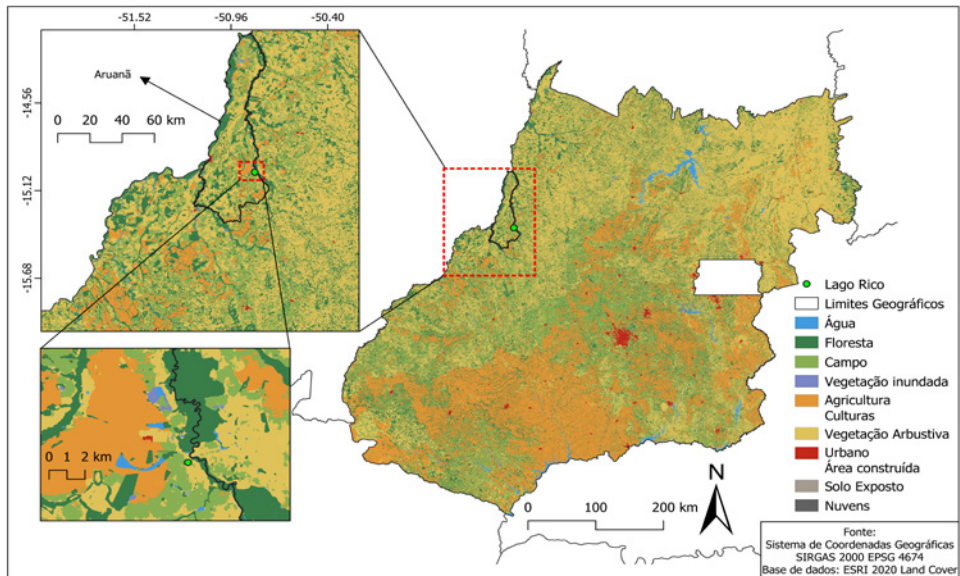 -51.52 -50.96 -50.40
Aruanã
-14.56
0 20 40 60 km
-15.12
-15.68
0 1 2 km
Lago Rico
Limites Geográficos
Água
Floresta
Campo
Vegetação inundada
Agricultura
Culturas
Vegetação Arbustiva
Urbano
Área construída
Solo Exposto
Nuvens
N
0 100 200 km
Fonte:
Sistema de Coordenadas Geográficas
SIRGAS 2000 EPSG 4674
Base de dados: ESRI 2020 Land Cover